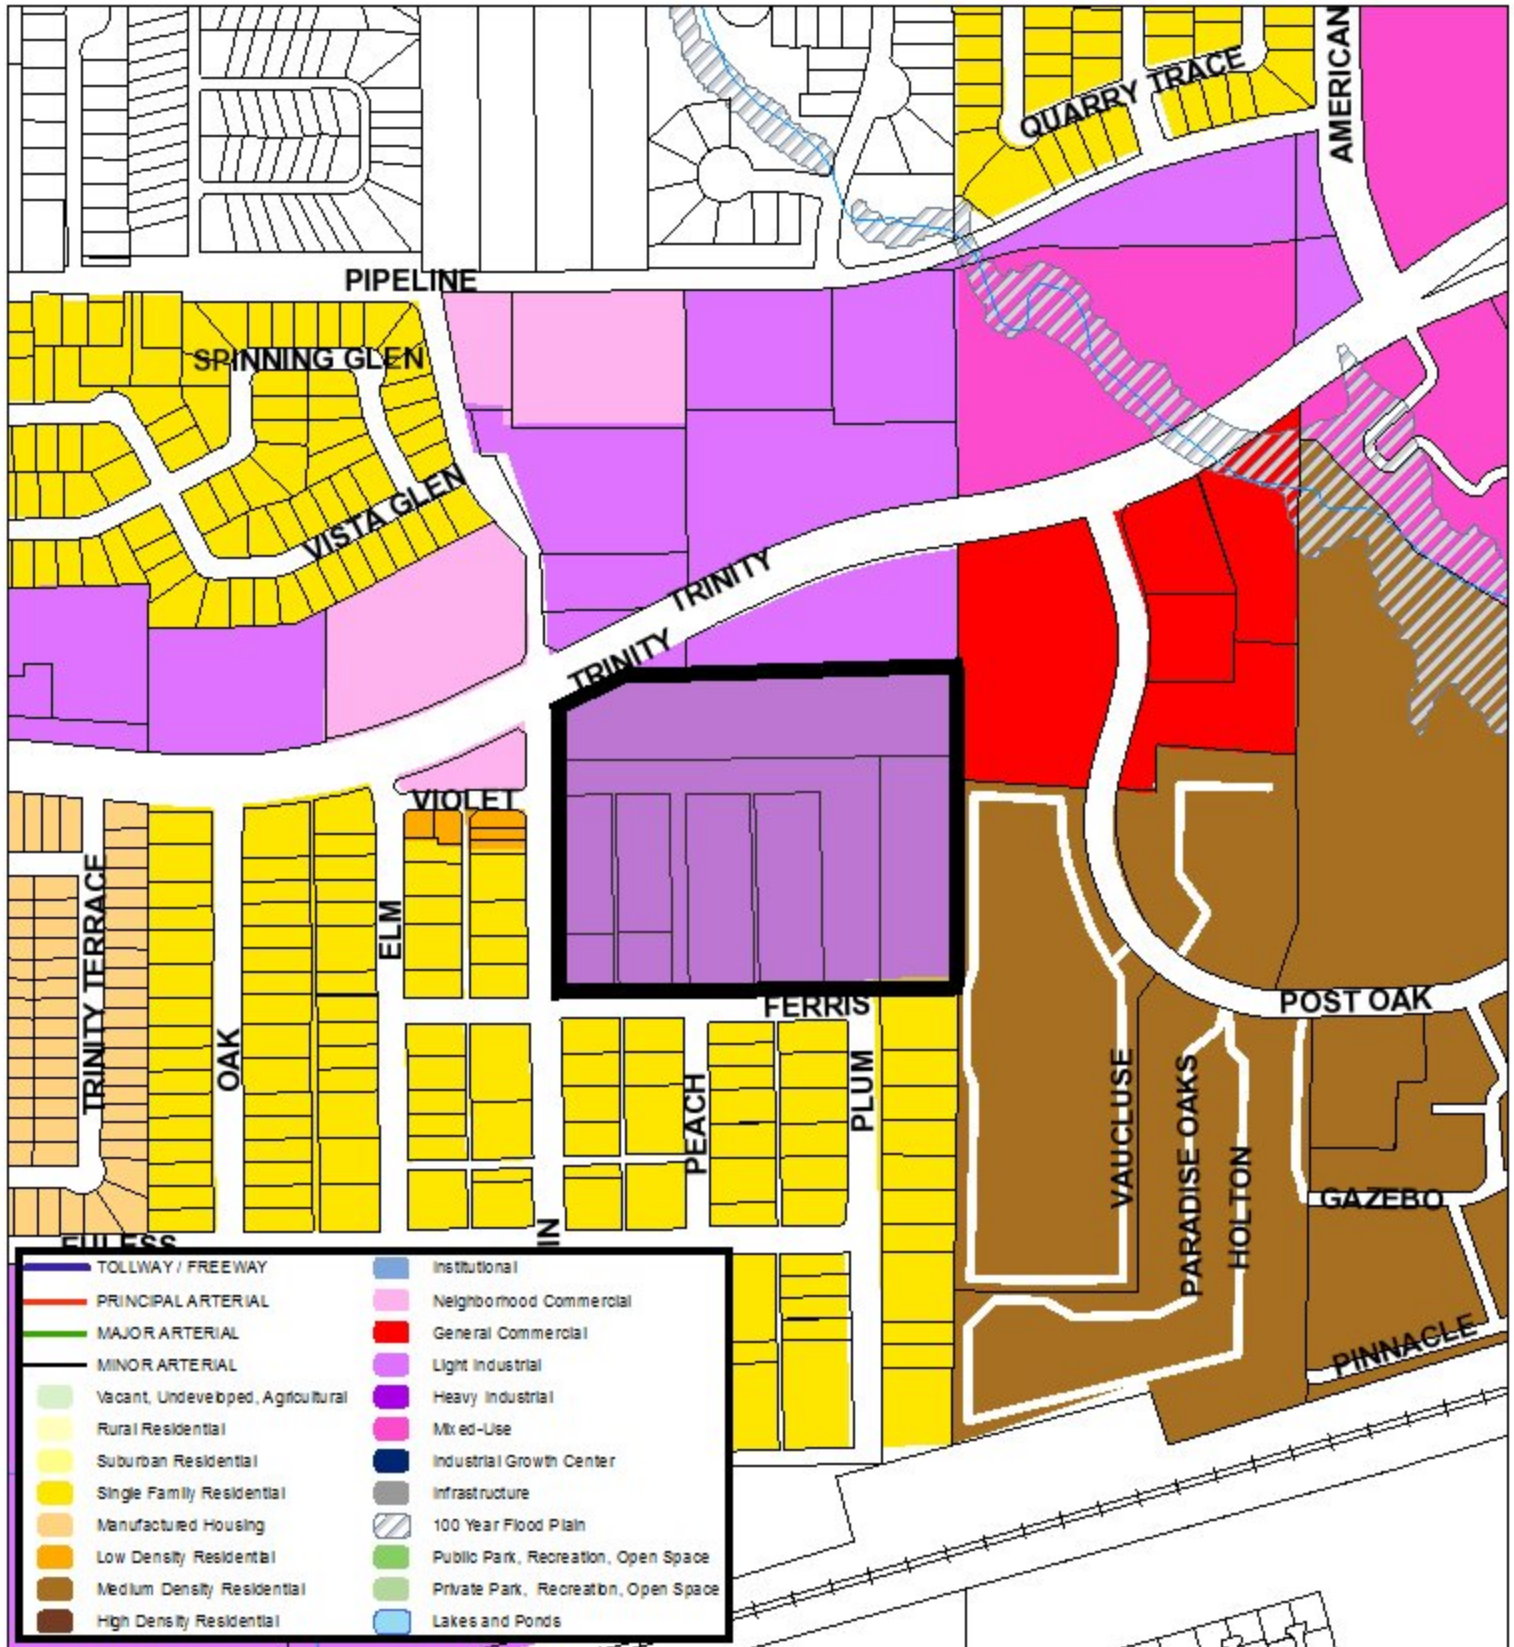 AMERICAN
QUARRY TRACE
PIPELINE
SPINNING GLEN
VISTA GLEN
TRINITY
TRINITY
VIOLET
TRINITY TERRACE
ELM
OAK
FERRIS
POST OAK
PEACH
PLUM
VAUCLUSE
PARADISE OAKS
HOLTON
GAZEBO
PINNACLE
EULESS
IN
TOLLWAY / FREEWAY
PRINCIPAL ARTERIAL
MAJOR ARTERIAL
MINOR ARTERIAL
Vacant, Undeveloped, Agricultural
Rural Residential
Suburban Residential
Single Family Residential
Manufactured Housing
Low Density Residential
Medium Density Residential
High Density Residential
Institutional
Neighborhood Commercial
General Commercial
Light Industrial
Heavy Industrial
Mixed-Use
Industrial Growth Center
Infrastructure
100 Year Flood Plain
Public Park, Recreation, Open Space
Private Park, Recreation, Open Space
Lakes and Ponds